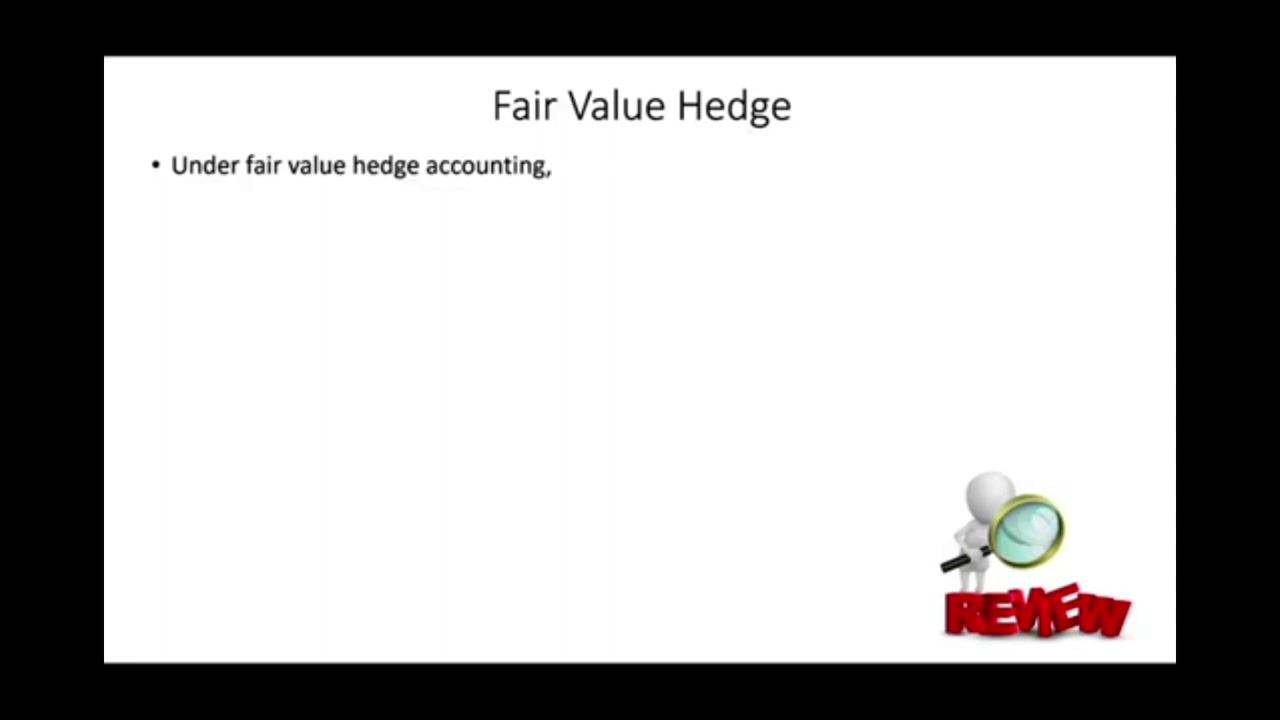 Fair Value Hedge
• Under fair value hedge accounting,
REVIEW